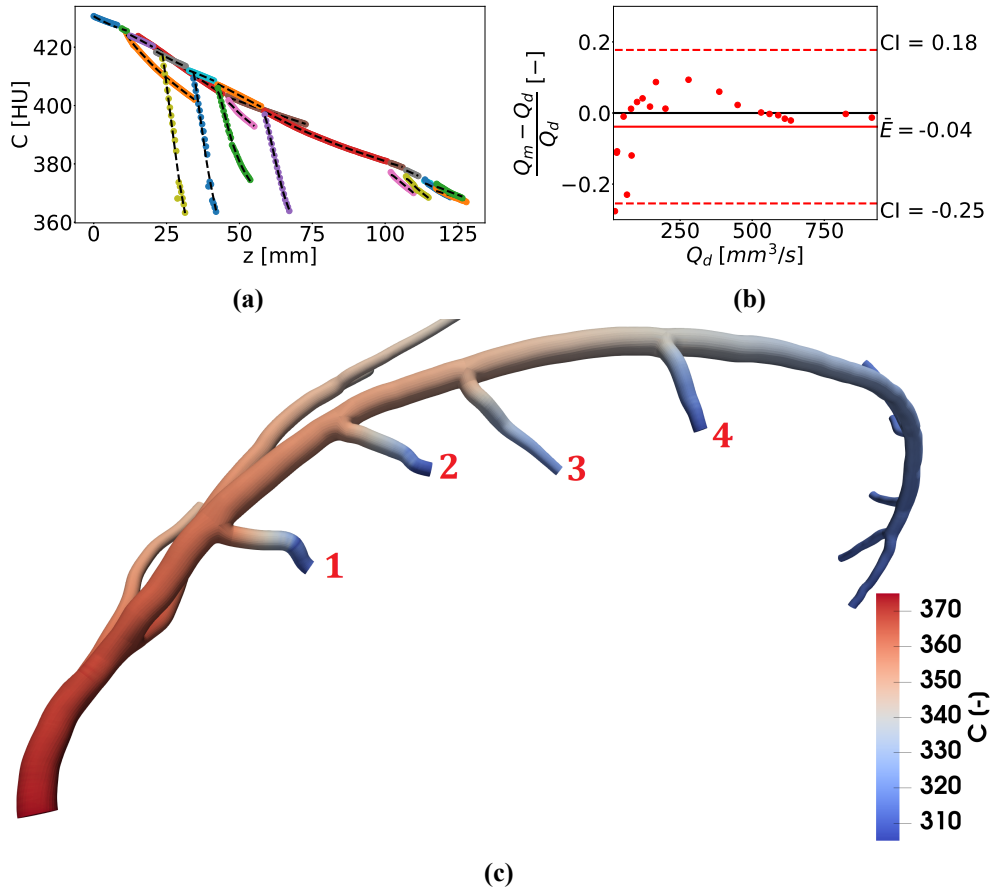 C [HU]
420
400
380
360
0
25
50
75
100
125
z [mm]
(a)
Q_m − Q_d
Q_d
[−]
0.2
0.0
−0.2
CI = 0.18
Ē = -0.04
CI = -0.25
250
500
750
Q_d [mm³/s]
(b)
1
2
3
4
370
360
350
340
330
320
310
C (-)
(c)